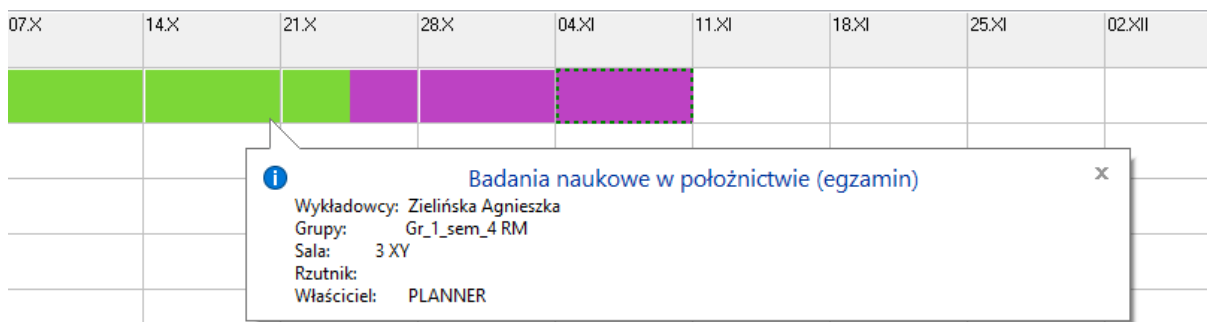 07.X 14.X 21.X 28.X 04.XI 11.XI 18.XI 25.XI 02.XII
Badania naukowe w położnictwie (egzamin)
Wykładowcy: Zielińska Agnieszka
Grupy: Gr_1_sem_4 RM
Sala: 3 XY
Rzutnik:
Właściciel: PLANNER